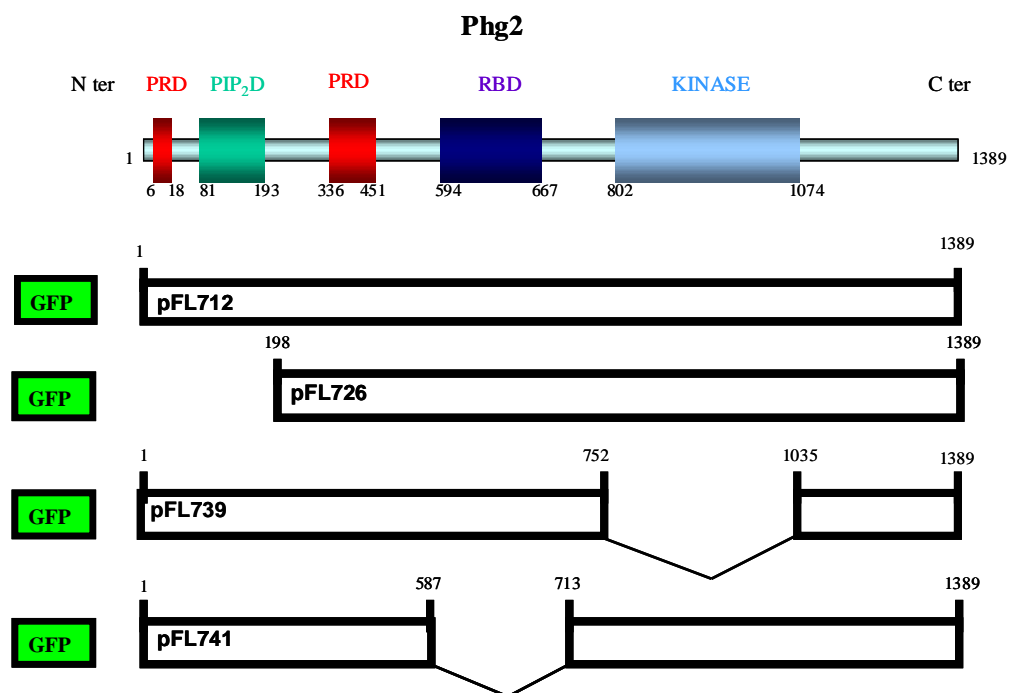 Phg2
N ter PRD PIP2D PRD RBD KINASE C ter
1 1389
6 18 81 193 336 451 594 667 802 1074
1 1389
GFP pFL712
198 1389
GFP pFL726
1 752 1035 1389
GFP pFL739
1 587 713 1389
GFP pFL741